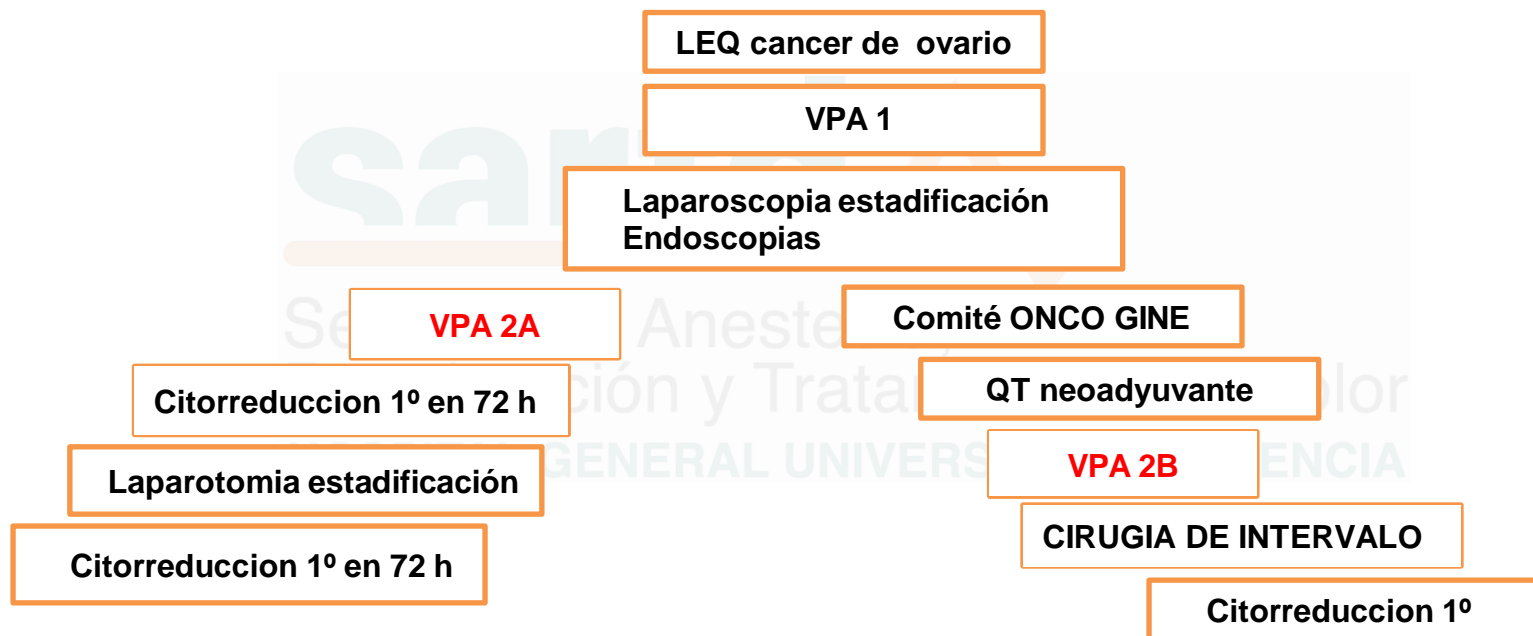 LEQ cancer de ovario
VPA 1
Laparoscopia estadificación
Endoscopias
VPA 2A
Comité ONCO GINE
Citorreduccion 1º en 72 h
QT neoadyuvante
Laparotomia estadificación
VPA 2B
Citorreduccion 1º en 72 h
CIRUGIA DE INTERVALO
Citorreduccion 1º
GENERAL